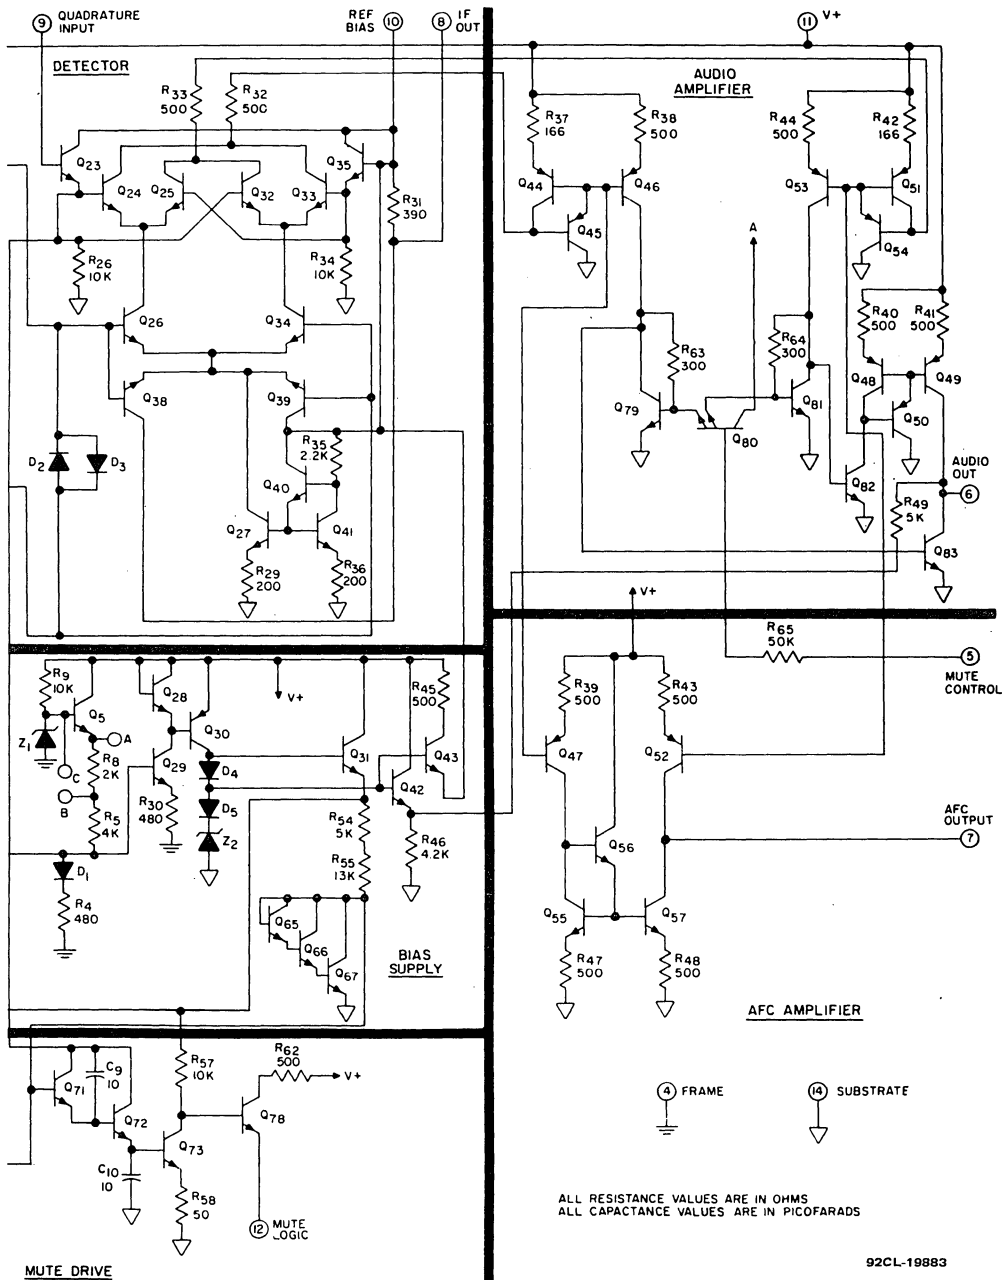 9 QUADRATURE
INPUT
REF
BIAS 10
8 IF
OUT
11 V+
DETECTOR
AUDIO
AMPLIFIER
R33
500
R32
500
R37
166
R38
500
R44
500
R42
166
Q23
Q24
Q25
Q32
Q33
Q35
R31
390
Q44
Q46
Q53
Q51
Q45
A
Q54
R26
10K
R34
10K
Q26
Q34
R40
500
R41
500
R63
300
R64
300
Q38
Q39
Q79
Q80
Q81
Q48
Q49
Q50
D2
D3
R35
2.2K
Q40
Q27
Q41
Q82
AUDIO
OUT
6
R49
5K
Q83
R29
200
R36
200
V+
R65
50K
5
MUTE
CONTROL
R9
10K
Q5
Q28
V+
R45
500
R39
500
R43
500
Z1
A
R8
2K
C
B
Q30
Q29
D4
Q31
Q43
Q42
Q47
Q52
R5
4K
R30
480
D5
Z2
R54
5K
R46
4.2K
AFC
OUTPUT
7
Q56
D1
R4
480
R55
13K
Q55
Q57
Q65
Q66
Q67
BIAS
SUPPLY
R47
500
R48
500
AFC AMPLIFIER
Q71
C9
10
R57
10K
R62
500
V+
Q72
Q78
4 FRAME
14 SUBSTRATE
Q73
C10
10
R58
50
12 MUTE
LOGIC
ALL RESISTANCE VALUES ARE IN OHMS
ALL CAPACTANCE VALUES ARE IN PICOFARADS
MUTE DRIVE
92CL-19883